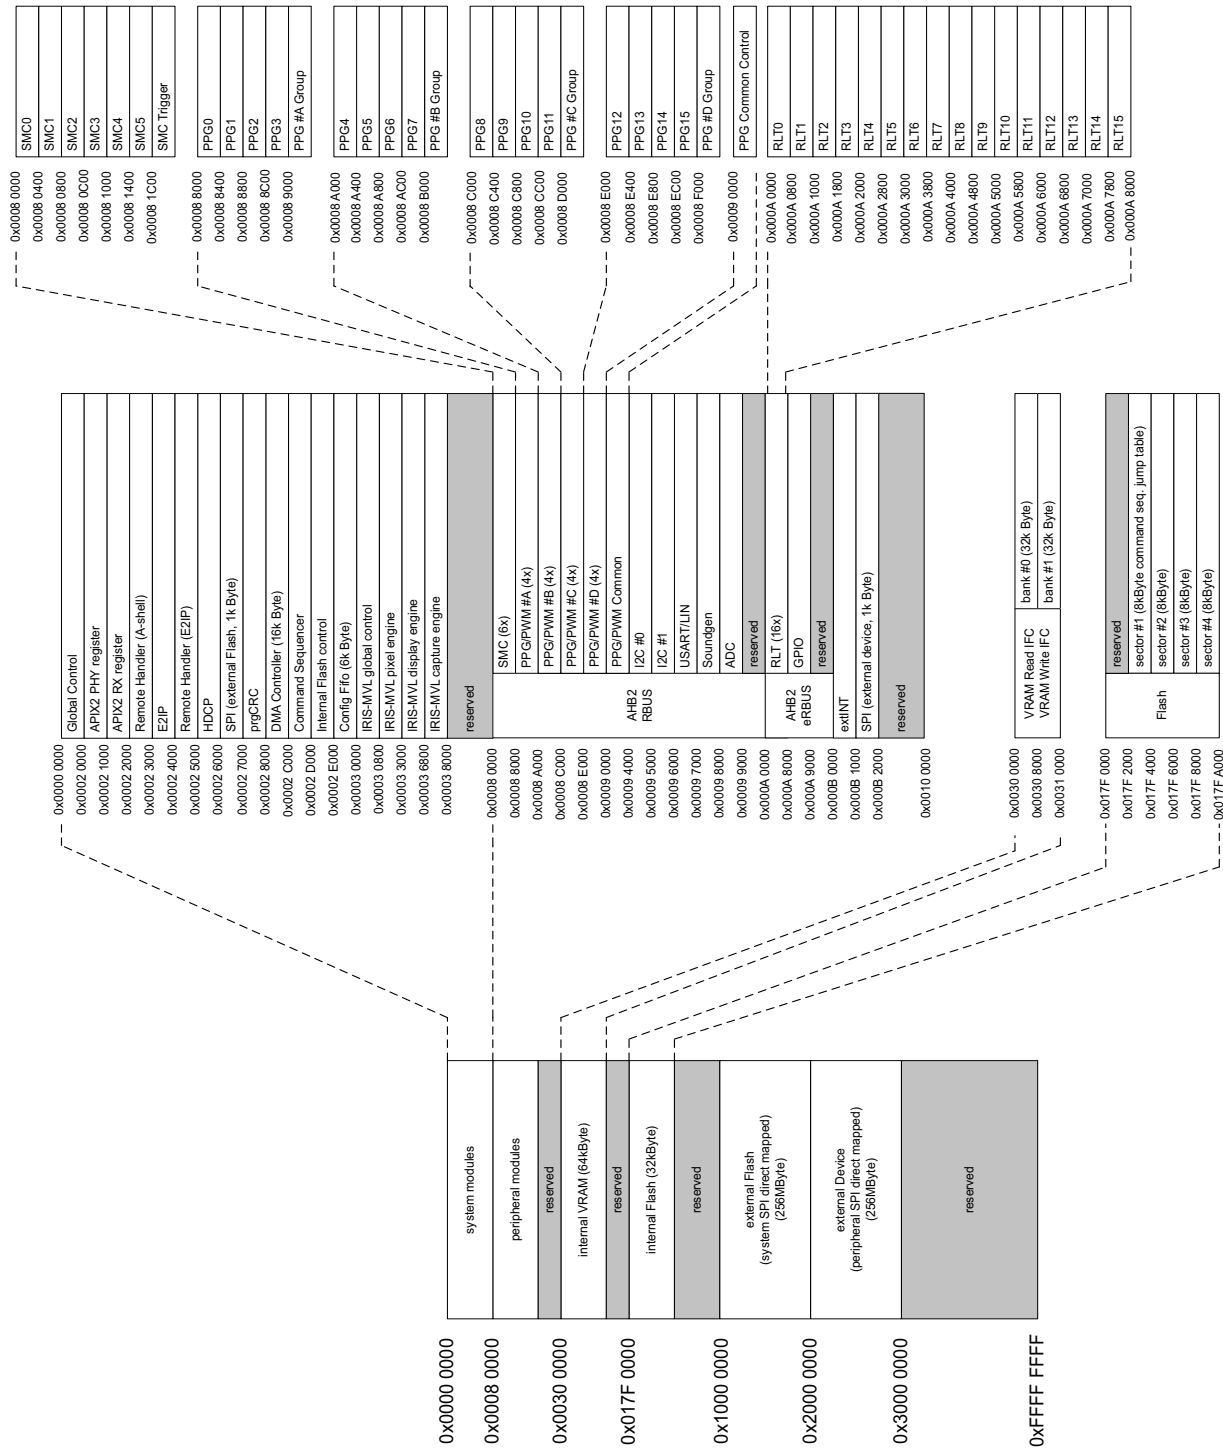 0x0000 0000
system modules
0x0008 0000
peripheral modules
reserved
0x0030 0000
internal VRAM (64kByte)
reserved
0x017F 0000
internal Flash (32kByte)
reserved
0x1000 0000
external Flash
(system SPI direct mapped)
(256MByte)
0x2000 0000
external Device
(peripheral SPI direct mapped)
(256MByte)
0x3000 0000
reserved
0xFFFF FFFF
0x0000 0000
Global Control
0x0002 0000
APIX2 PHY register
0x0002 1000
APIX2 RX register
0x0002 2000
Remote Handler (A-shell)
0x0002 3000
E2IP
0x0002 4000
Remote Handler (E2IP)
0x0002 5000
HDCP
0x0002 6000
SPI (external Flash, 1k Byte)
0x0002 7000
prgCRC
0x0002 8000
DMA Controller (16k Byte)
0x0002 C000
Command Sequencer
0x0002 D000
Internal Flash control
0x0002 E000
Config Fifo (6k Byte)
0x0003 0000
IRIS-MVL global control
0x0003 0800
IRIS-MVL pixel engine
0x0003 3000
IRIS-MVL display engine
0x0003 6800
IRIS-MVL capture engine
0x0003 8000
reserved
0x0008 0000
SMC (6x)
0x0008 8000
PPG/PWM #A (4x)
0x0008 A000
PPG/PWM #B (4x)
0x0008 C000
PPG/PWM #C (4x)
0x0008 E000
PPG/PWM #D (4x)
0x0009 0000
PPG/PWM Common
AHB2
RBUS
0x0009 4000
I2C #0
0x0009 5000
I2C #1
0x0009 6000
USART/LIN
0x0009 7000
Soundgen
0x0009 8000
ADC
0x0009 9000
reserved
0x000A 0000
RLT (16x)
AHB2
eRBUS
0x000A 8000
GPIO
0x000A 9000
reserved
0x000B 0000
extINT
0x000B 1000
SPI (external device, 1k Byte)
0x000B 2000
reserved
0x0010 0000
0x0030 0000
VRAM Read IFC
VRAM Write IFC
bank #0 (32k Byte)
0x0030 8000
bank #1 (32k Byte)
0x0031 0000
0x017F 0000
reserved
0x017F 2000
sector #1 (8kByte command seq. jump table)
0x017F 4000
Flash
sector #2 (8kByte)
0x017F 6000
sector #3 (8kByte)
0x017F 8000
sector #4 (8kByte)
0x017F A000
0x0008 0000
SMC0
0x0008 0400
SMC1
0x0008 0800
SMC2
0x0008 0C00
SMC3
0x0008 1000
SMC4
0x0008 1400
SMC5
0x0008 1C00
SMC Trigger
0x0008 8000
PPG0
0x0008 8400
PPG1
0x0008 8800
PPG2
0x0008 8C00
PPG3
0x0008 9000
PPG #A Group
0x0008 A000
PPG4
0x0008 A400
PPG5
0x0008 A800
PPG6
0x0008 AC00
PPG7
0x0008 B000
PPG #B Group
0x0008 C000
PPG8
0x0008 C400
PPG9
0x0008 C800
PPG10
0x0008 CC00
PPG11
0x0008 D000
PPG #C Group
0x0008 E000
PPG12
0x0008 E400
PPG13
0x0008 E800
PPG14
0x0008 EC00
PPG15
0x0008 F000
PPG #D Group
0x0009 0000
PPG Common Control
0x000A 0000
RLT0
0x000A 0800
RLT1
0x000A 1000
RLT2
0x000A 1800
RLT3
0x000A 2000
RLT4
0x000A 2800
RLT5
0x000A 3000
RLT6
0x000A 3800
RLT7
0x000A 4000
RLT8
0x000A 4800
RLT9
0x000A 5000
RLT10
0x000A 5800
RLT11
0x000A 6000
RLT12
0x000A 6800
RLT13
0x000A 7000
RLT14
0x000A 7800
RLT15
0x000A 8000